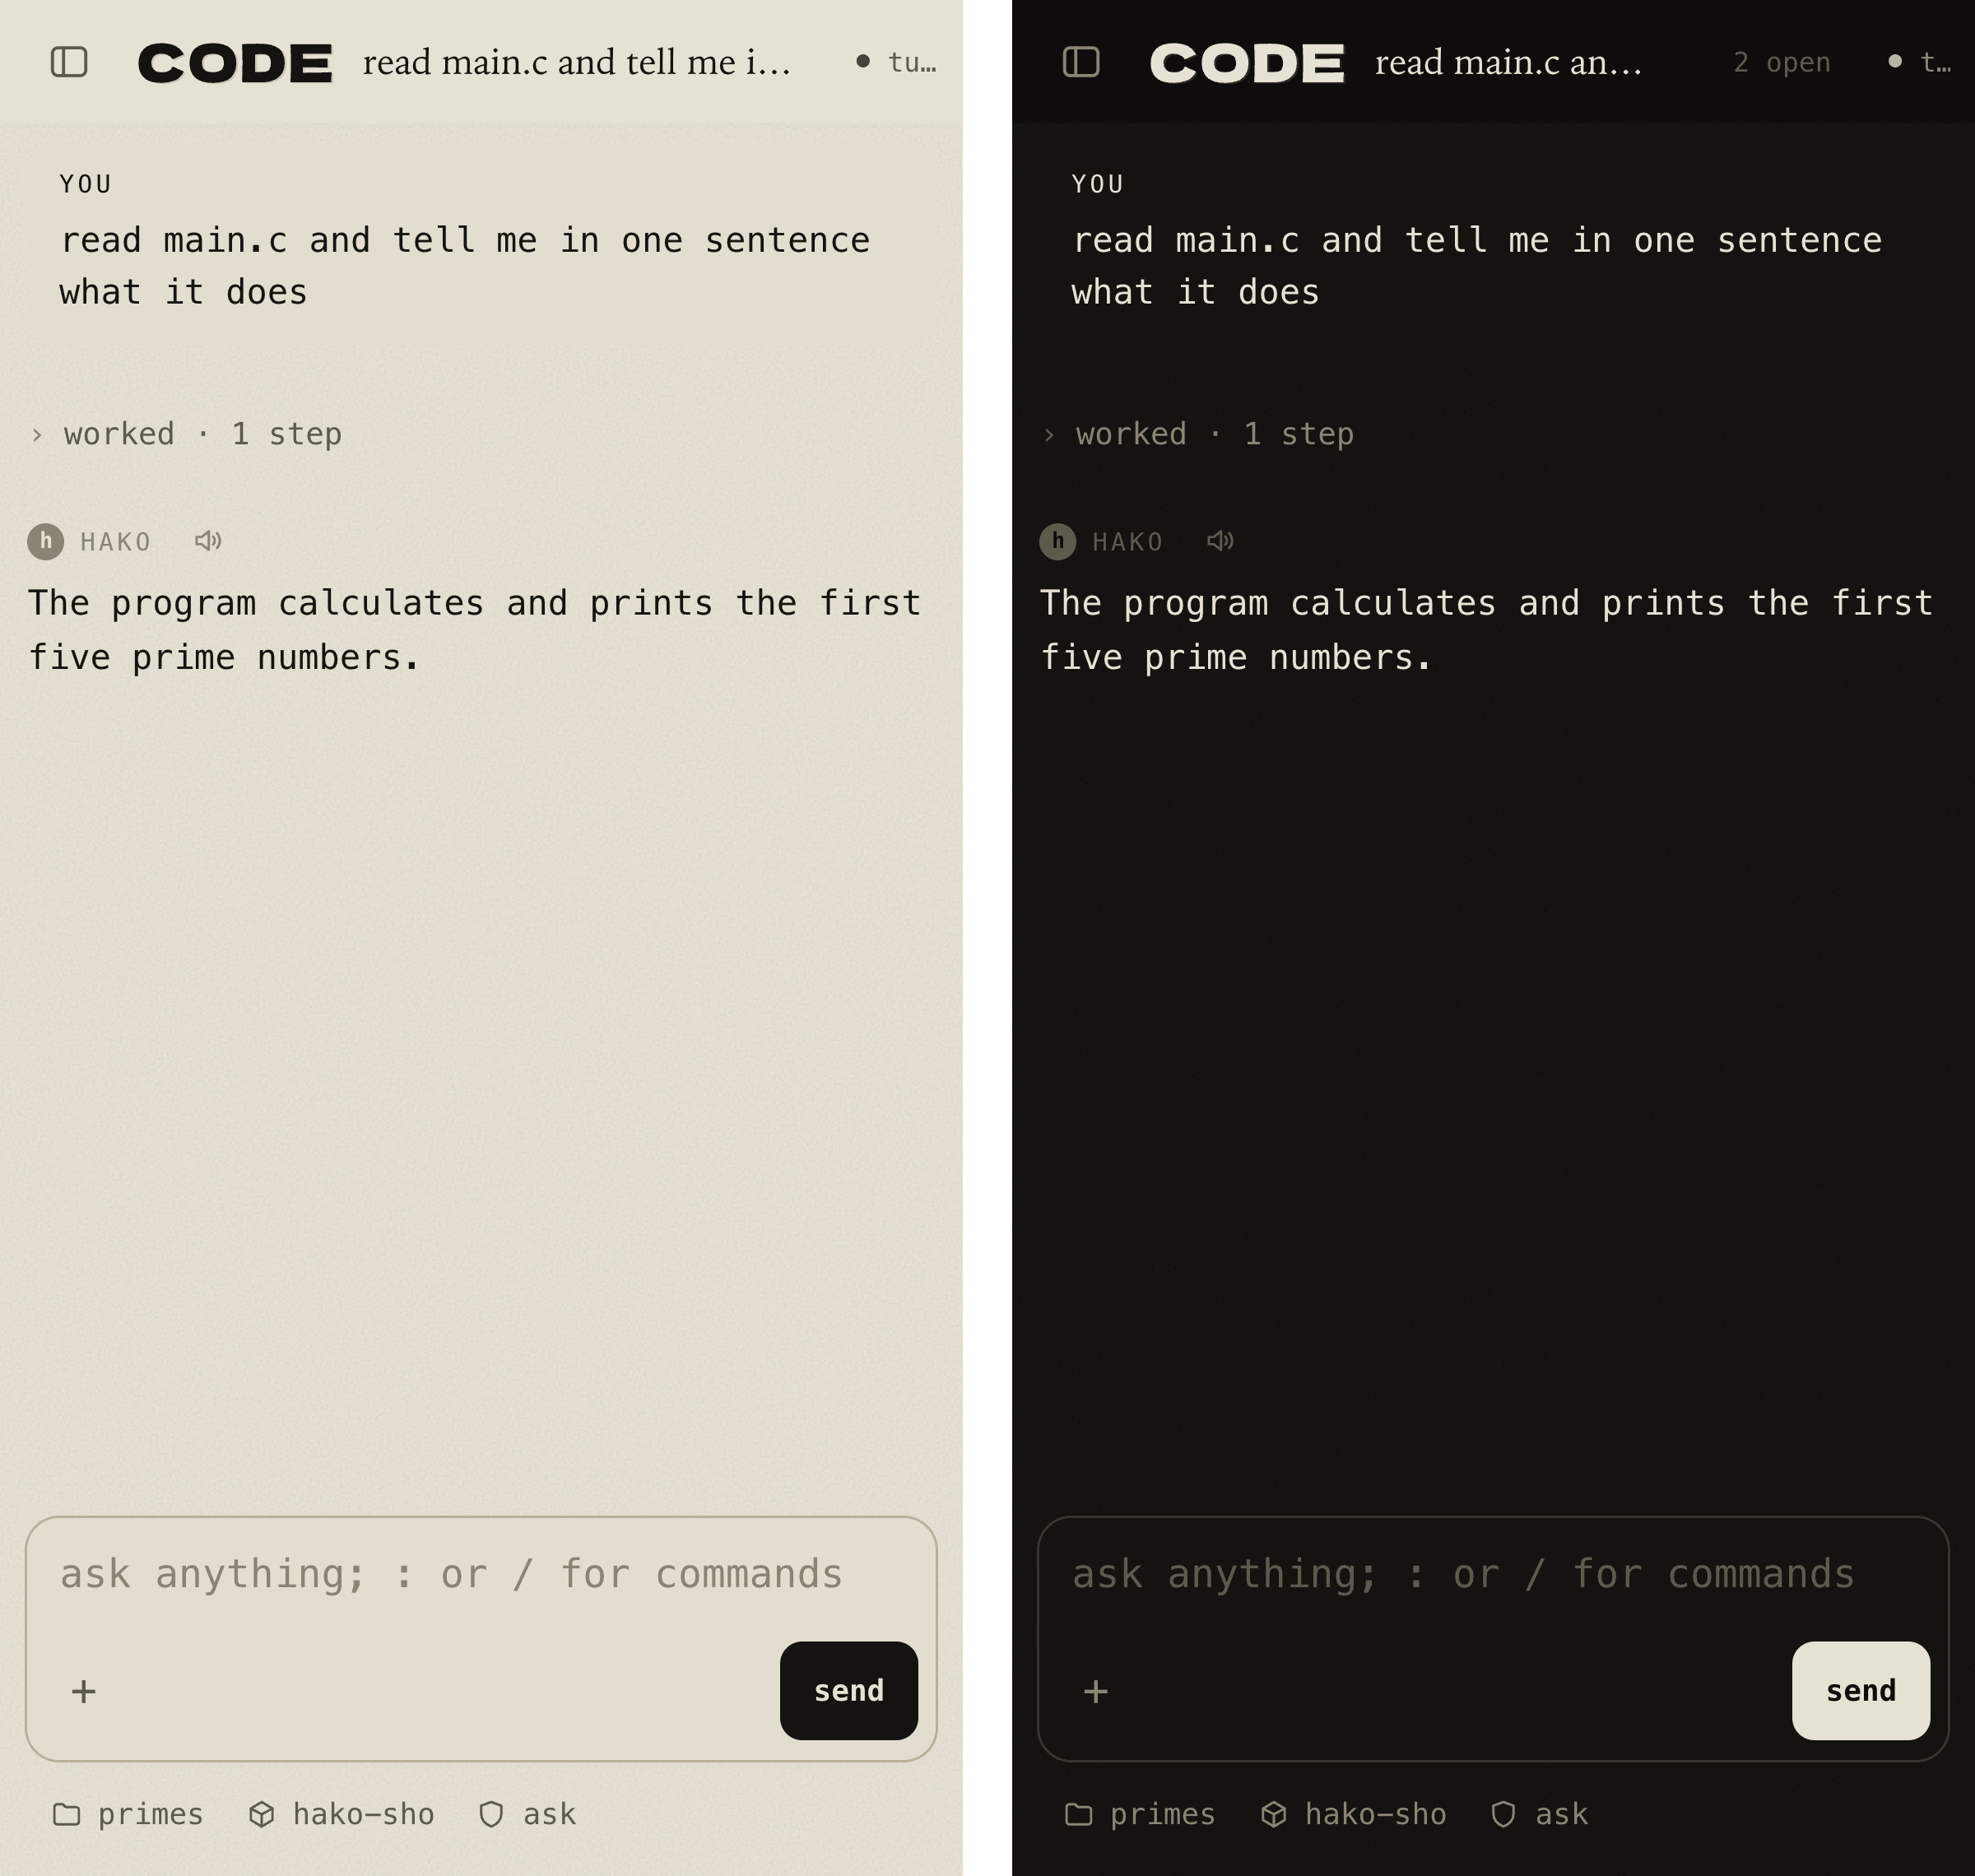 CODE read main.c and tell me i… • tu…
YOU
read main.c and tell me in one sentence
what it does
› worked · 1 step
h HAKO
The program calculates and prints the first
five prime numbers.
ask anything; : or / for commands
+ send
primes hako-sho ask
CODE read main.c an… 2 open • t…
YOU
read main.c and tell me in one sentence
what it does
› worked · 1 step
h HAKO
The program calculates and prints the first
five prime numbers.
ask anything; : or / for commands
+ send
primes hako-sho ask